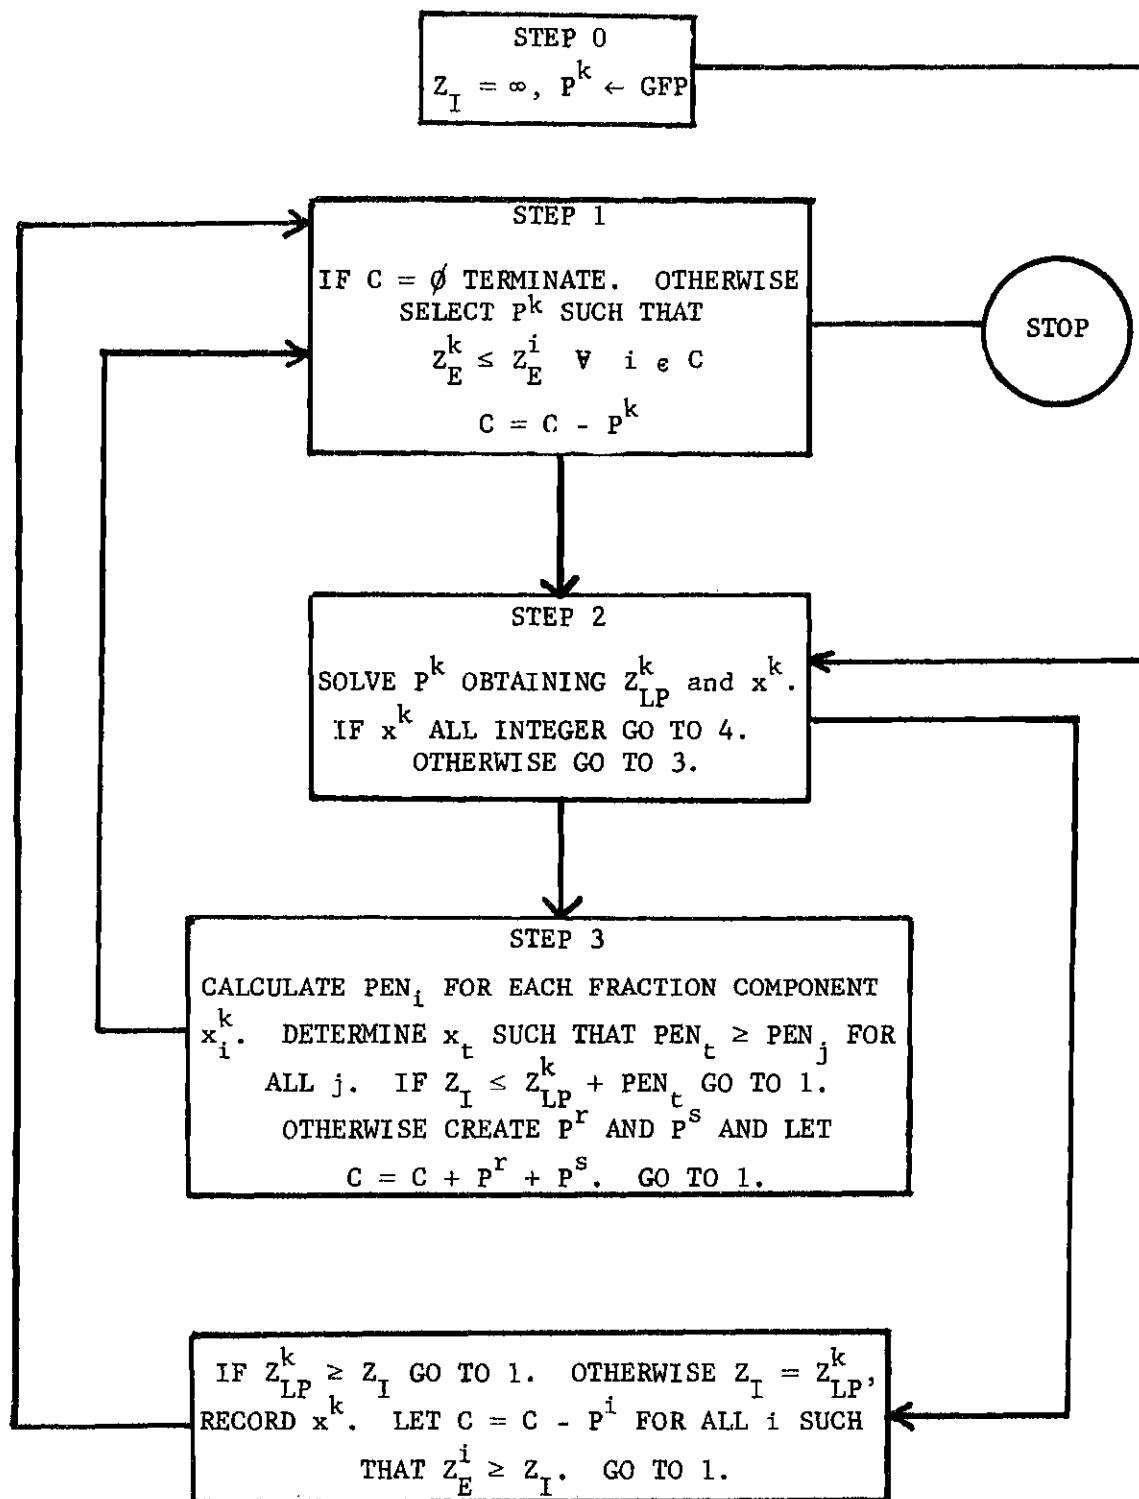 STEP 0
Z_I = ∞, P^k ← GFP
STEP 1
IF C = ∅ TERMINATE. OTHERWISE
SELECT P^k SUCH THAT
Z_E^k ≤ Z_E^i ∀ i ∈ C
C = C - P^k
STOP
STEP 2
SOLVE P^k OBTAINING Z_LP^k and x^k.
IF x^k ALL INTEGER GO TO 4.
OTHERWISE GO TO 3.
STEP 3
CALCULATE PEN_i FOR EACH FRACTION COMPONENT
x_i^k. DETERMINE x_t SUCH THAT PEN_t ≥ PEN_j FOR
ALL j. IF Z_I ≤ Z_LP^k + PEN_t GO TO 1.
OTHERWISE CREATE P^r AND P^s AND LET
C = C + P^r + P^s. GO TO 1.
IF Z_LP^k ≥ Z_I GO TO 1. OTHERWISE Z_I = Z_LP^k,
RECORD x^k. LET C = C - P^i FOR ALL i SUCH
THAT Z_E^i ≥ Z_I. GO TO 1.